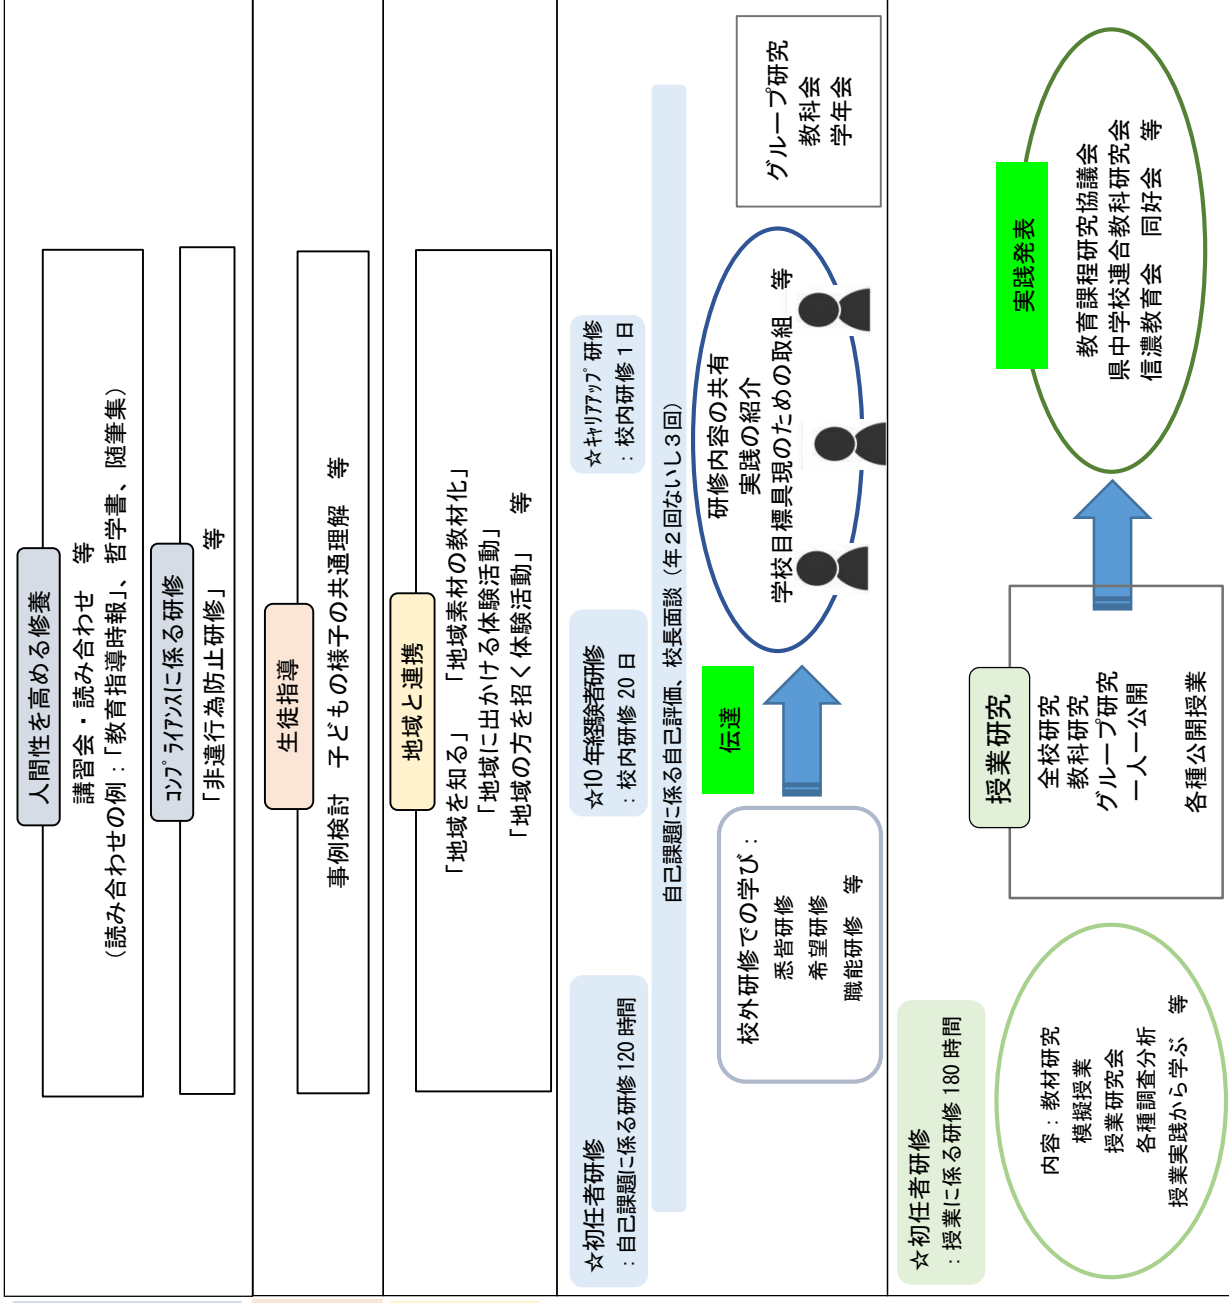 人間性を高める修養
講習会・読み合わせ　等
(読み合わせの例：「教育指導時報」、哲学書、随筆集)
ｺﾝﾌﾟﾗｲｱﾝｽに係る研修
「非違行為防止研修」　等
生徒指導
事例検討　子どもの様子の共通理解　等
地域と連携
「地域を知る」　「地域素材の教材化」
「地域に出かける体験活動」
「地域の方を招く体験活動」　等
☆初任者研修
：自己課題に係る研修 120 時間
☆10 年経験者研修
：校内研修 20 日
☆ｷｬﾘｱｱｯﾌﾟ研修
：校内研修 1 日
自己課題に係る自己評価、校長面談（年２回ないし３回）
校外研修での学び：
悉皆研修
希望研修
職能研修　等
伝達
研修内容の共有
実践の紹介
学校目標具現のための取組　等
グループ研究
教科会
学年会
☆初任者研修
：授業に係る研修 180 時間
内容：教材研究
模擬授業
授業研究会
各種調査分析
授業実践から学ぶ　等
授業研究
全校研究
教科研究
グループ研究
一人一公開
各種公開授業
実践発表
教育課程研究協議会
県中学校連合教科研究会
信濃教育会　同好会　等